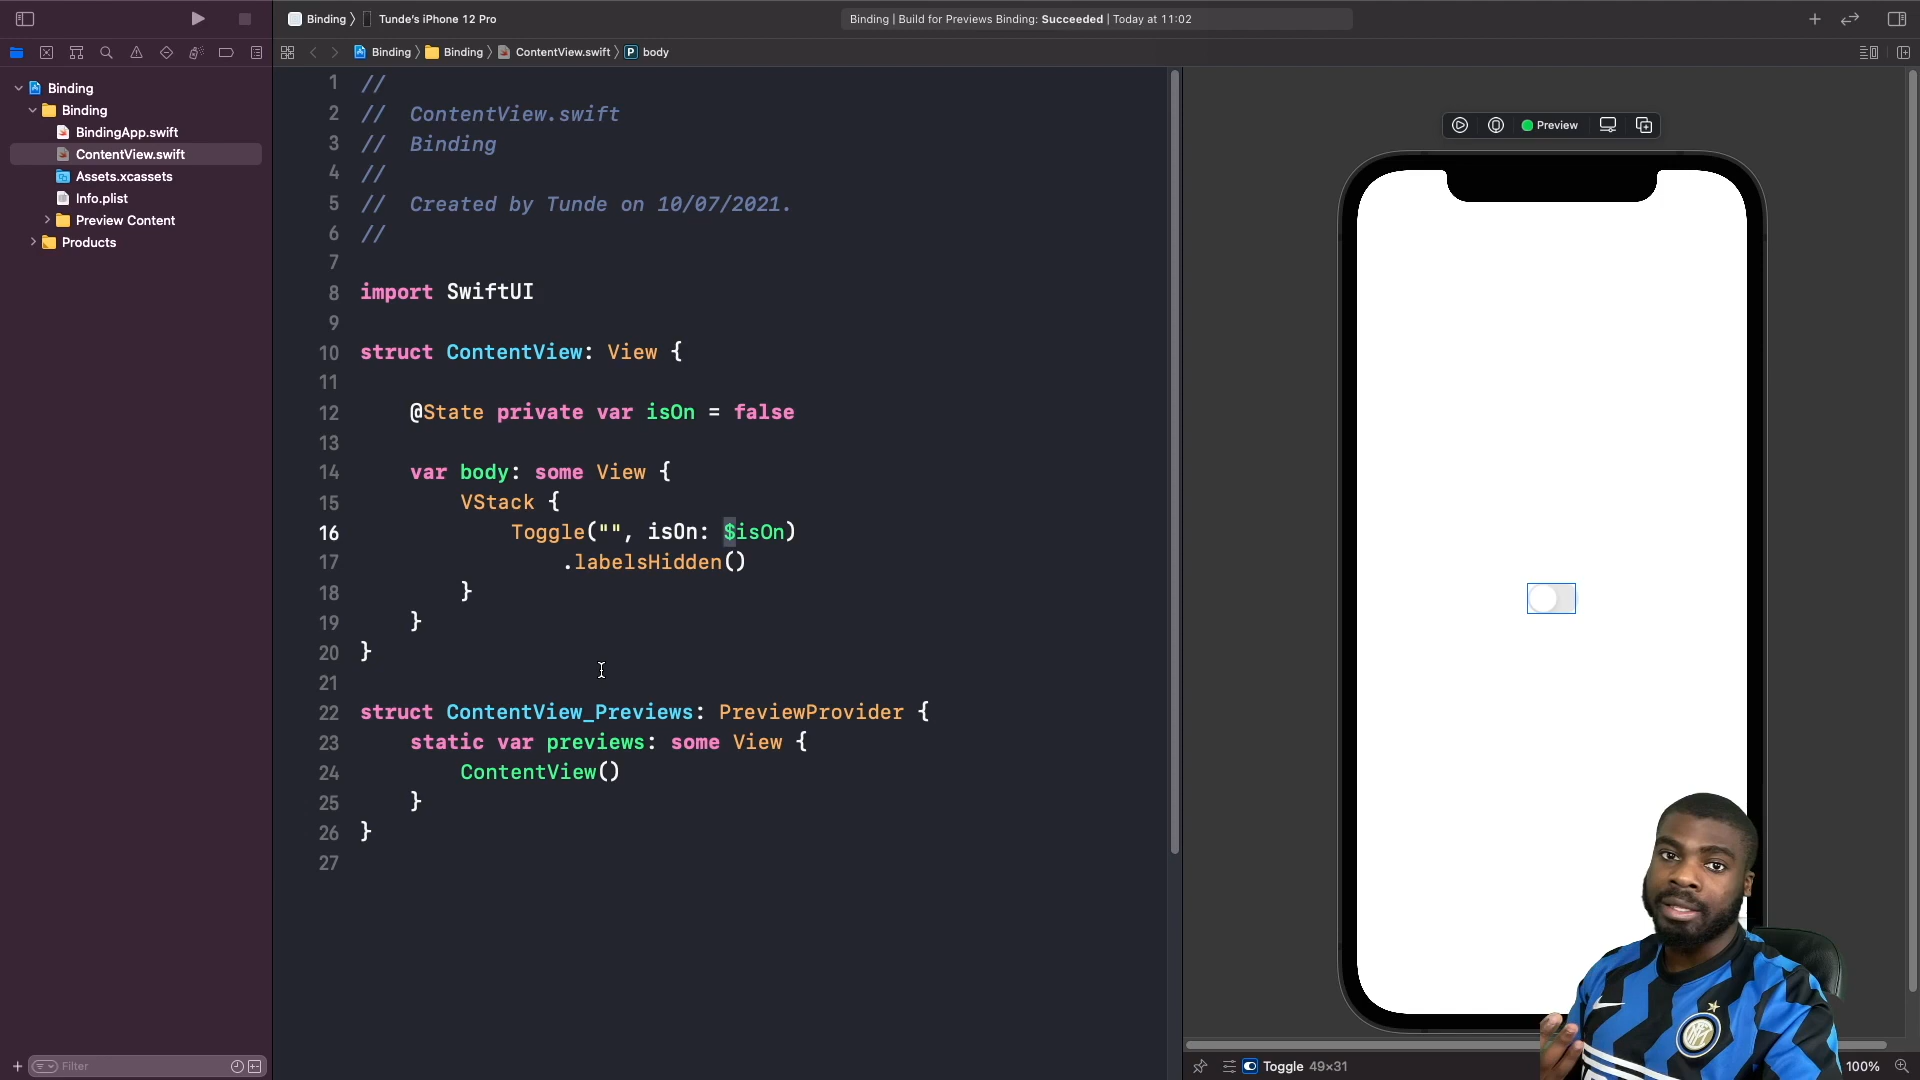 Binding 〉 Tunde's iPhone 12 Pro
Binding | Build for Previews Binding: Succeeded | Today at 11:02
Binding 〉 Binding 〉 ContentView.swift 〉 P body
Binding
Binding
BindingApp.swift
ContentView.swift
Assets.xcassets
Info.plist
Preview Content
Products
Filter
1 //
2 //  ContentView.swift
3 //  Binding
4 //
5 //  Created by Tunde on 10/07/2021.
6 //
7
8 import SwiftUI
9
10 struct ContentView: View {
11
12     @State private var isOn = false
13
14     var body: some View {
15         VStack {
16             Toggle("", isOn: $isOn)
17                 .labelsHidden()
18         }
19     }
20 }
21
22 struct ContentView_Previews: PreviewProvider {
23     static var previews: some View {
24         ContentView()
25     }
26 }
27
Preview
Toggle 49×31
100%